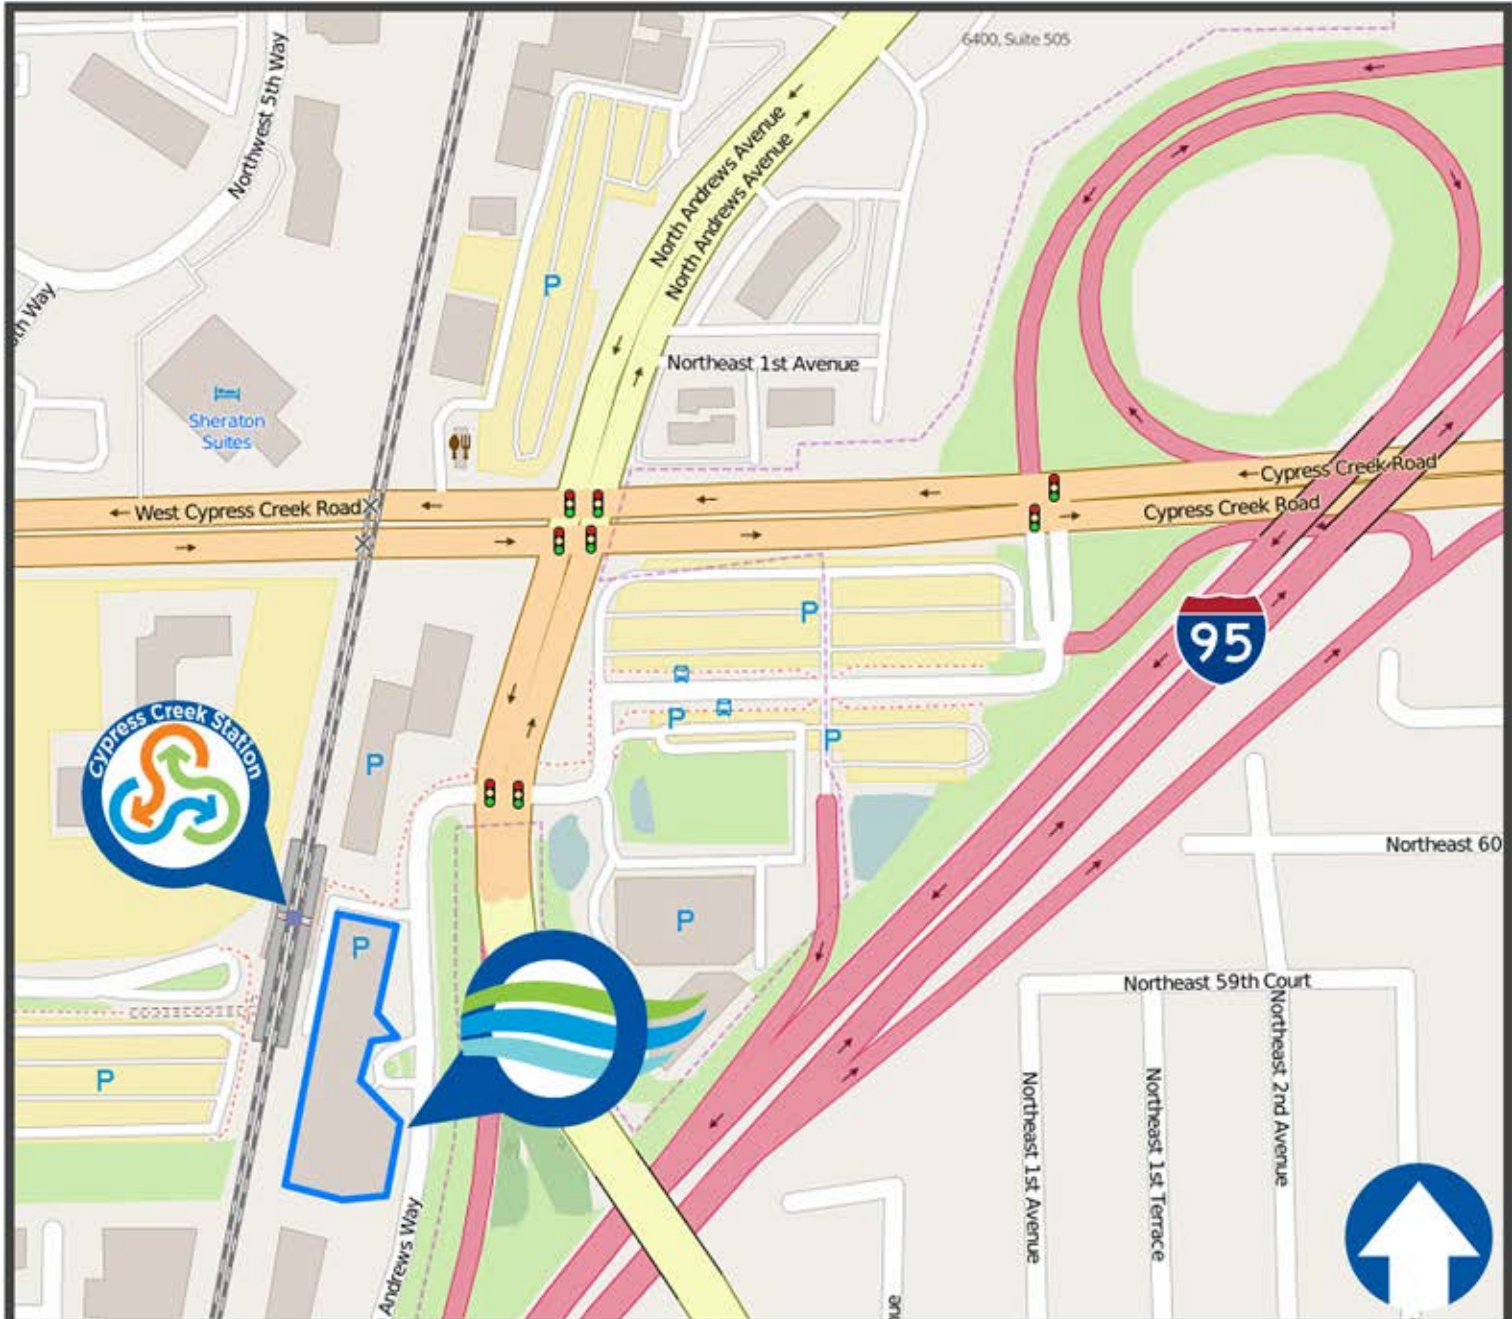 6400, Suite 505
Northwest 5th Way
North Andrews Avenue
North Andrews Avenue
P
th Way
Northeast 1st Avenue
Sheraton
Suites
Cypress Creek Road
West Cypress Creek Road
Cypress Creek Road
P
95
Cypress Creek Station
P
P
P
Northeast 60
P
P
Northeast 59th Court
P
Northeast 1st Avenue
Northeast 1st Terrace
Northeast 2nd Avenue
Andrews Way